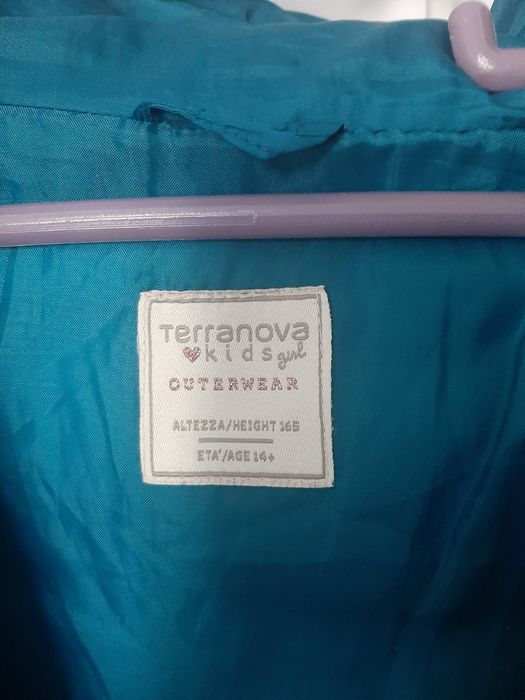 Terranova
kids girl
OUTERWEAR
ALTEZZA/HEIGHT 165
ETA'/AGE 14+